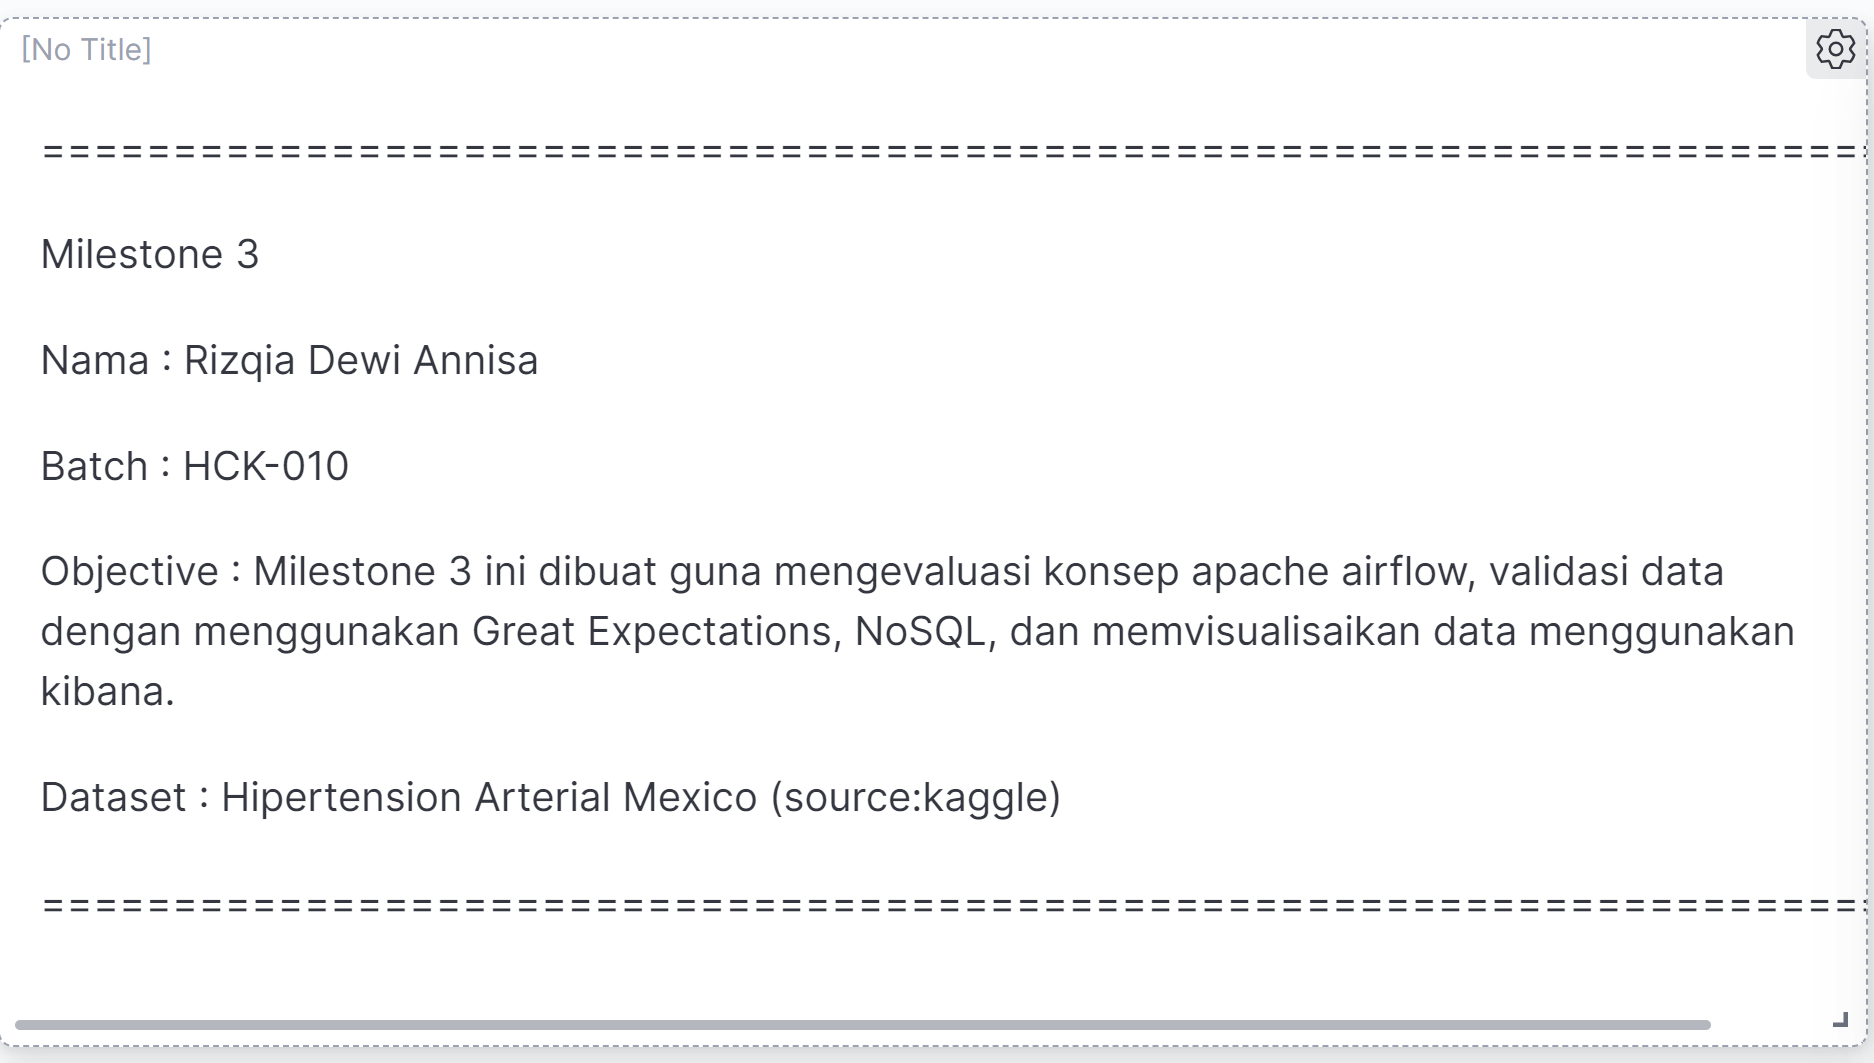 [No Title]
=====================================================================
Milestone 3
Nama : Rizqia Dewi Annisa
Batch : HCK-010
Objective : Milestone 3 ini dibuat guna mengevaluasi konsep apache airflow, validasi data
dengan menggunakan Great Expectations, NoSQL, dan memvisualisaikan data menggunakan
kibana.
Dataset : Hipertension Arterial Mexico (source:kaggle)
=====================================================================